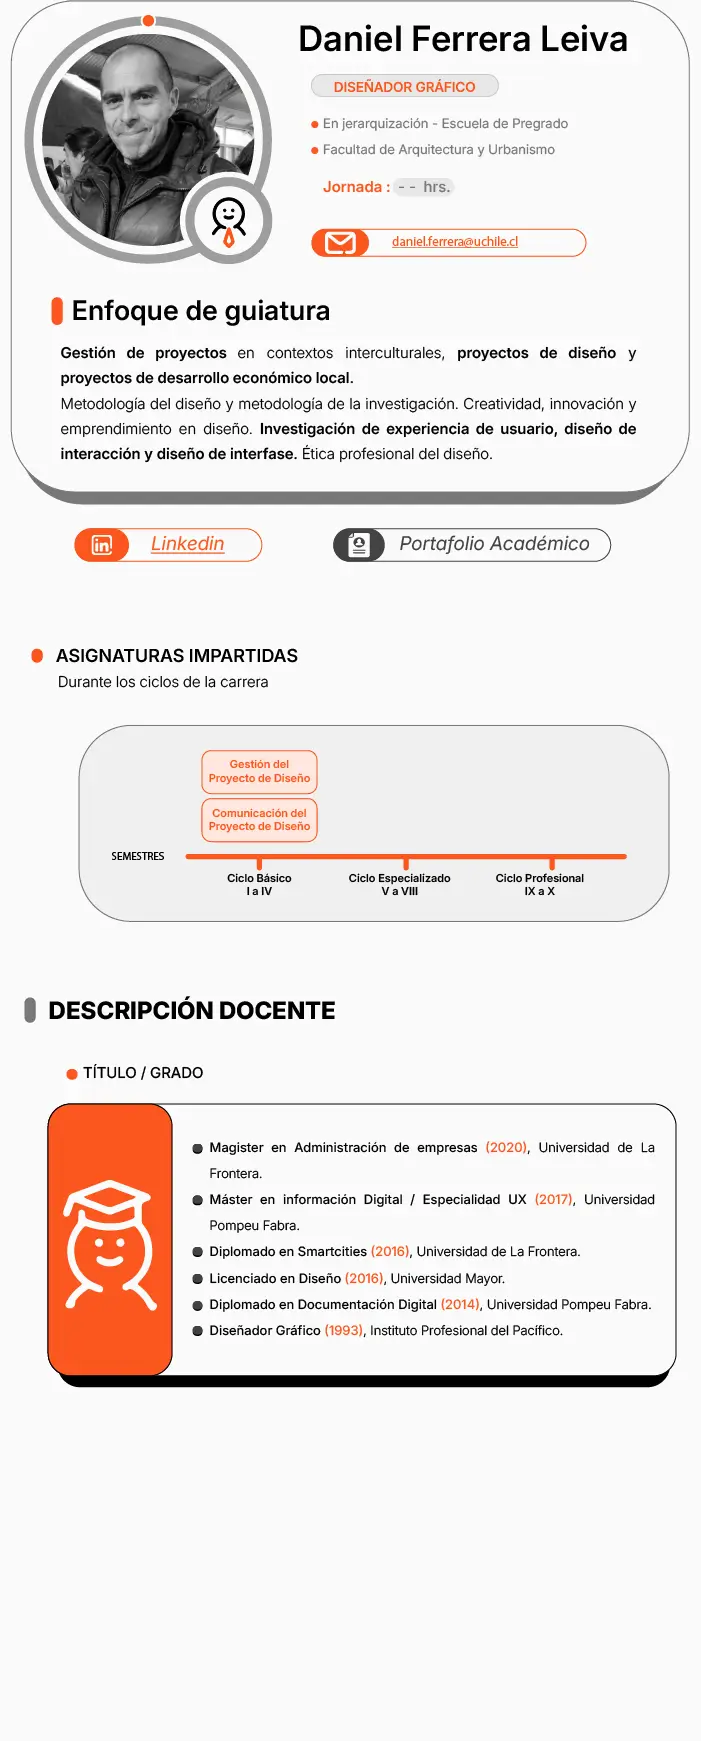 Daniel Ferrera Leiva
DISEÑADOR GRÁFICO
En jerarquización - Escuela de Pregrado
Facultad de Arquitectura y Urbanismo
Jornada : - - hrs.
daniel.ferrera@uchile.cl
Enfoque de guiatura
Gestión de proyectos en contextos interculturales, proyectos de diseño y
proyectos de desarrollo económico local.
Metodología del diseño y metodología de la investigación. Creatividad, innovación y
emprendimiento en diseño. Investigación de experiencia de usuario, diseño de
interacción y diseño de interfase. Ética profesional del diseño.
Linkedin
Portafolio Académico
ASIGNATURAS IMPARTIDAS
Durante los ciclos de la carrera
Gestión del
Proyecto de Diseño
Comunicación del
Proyecto de Diseño
SEMESTRES
Ciclo Básico
I a IV
Ciclo Especializado
V a VIII
Ciclo Profesional
IX a X
DESCRIPCIÓN DOCENTE
TÍTULO / GRADO
Magister en Administración de empresas (2020), Universidad de La
Frontera.
Máster en información Digital / Especialidad UX (2017), Universidad
Pompeu Fabra.
Diplomado en Smartcities (2016), Universidad de La Frontera.
Licenciado en Diseño (2016), Universidad Mayor.
Diplomado en Documentación Digital (2014), Universidad Pompeu Fabra.
Diseñador Gráfico (1993), Instituto Profesional del Pacífico.